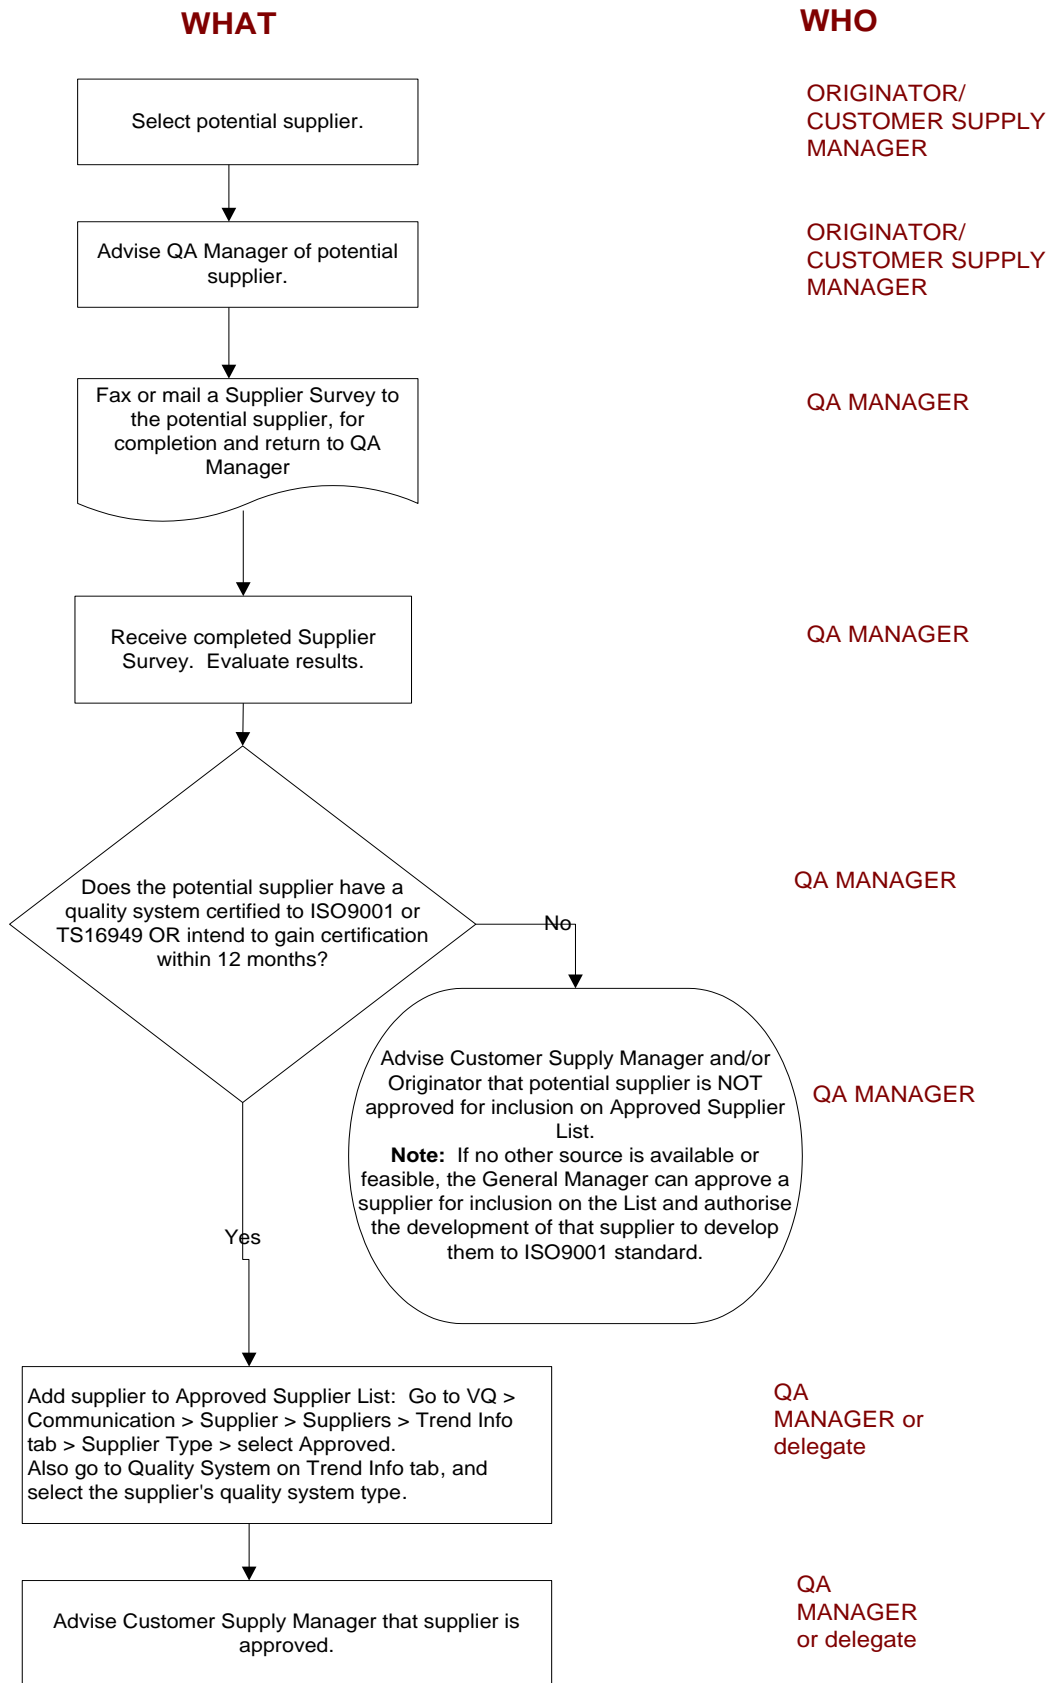 WHAT
WHO
Select potential supplier.
ORIGINATOR/
CUSTOMER SUPPLY
MANAGER
Advise QA Manager of potential
supplier.
ORIGINATOR/
CUSTOMER SUPPLY
MANAGER
Fax or mail a Supplier Survey to
the potential supplier, for
completion and return to QA
Manager
QA MANAGER
Receive completed Supplier
Survey.  Evaluate results.
QA MANAGER
Does the potential supplier have a
quality system certified to ISO9001 or
TS16949 OR intend to gain certification
within 12 months?
QA MANAGER
No
Advise Customer Supply Manager and/or
Originator that potential supplier is NOT
approved for inclusion on Approved Supplier
List.
Note:  If no other source is available or
feasible, the General Manager can approve a
supplier for inclusion on the List and authorise
the development of that supplier to develop
them to ISO9001 standard.
QA MANAGER
Yes
Add supplier to Approved Supplier List:  Go to VQ >
Communication > Supplier > Suppliers > Trend Info
tab > Supplier Type > select Approved.
Also go to Quality System on Trend Info tab, and
select the supplier's quality system type.
QA
MANAGER or
delegate
Advise Customer Supply Manager that supplier is
approved.
QA
MANAGER
or delegate